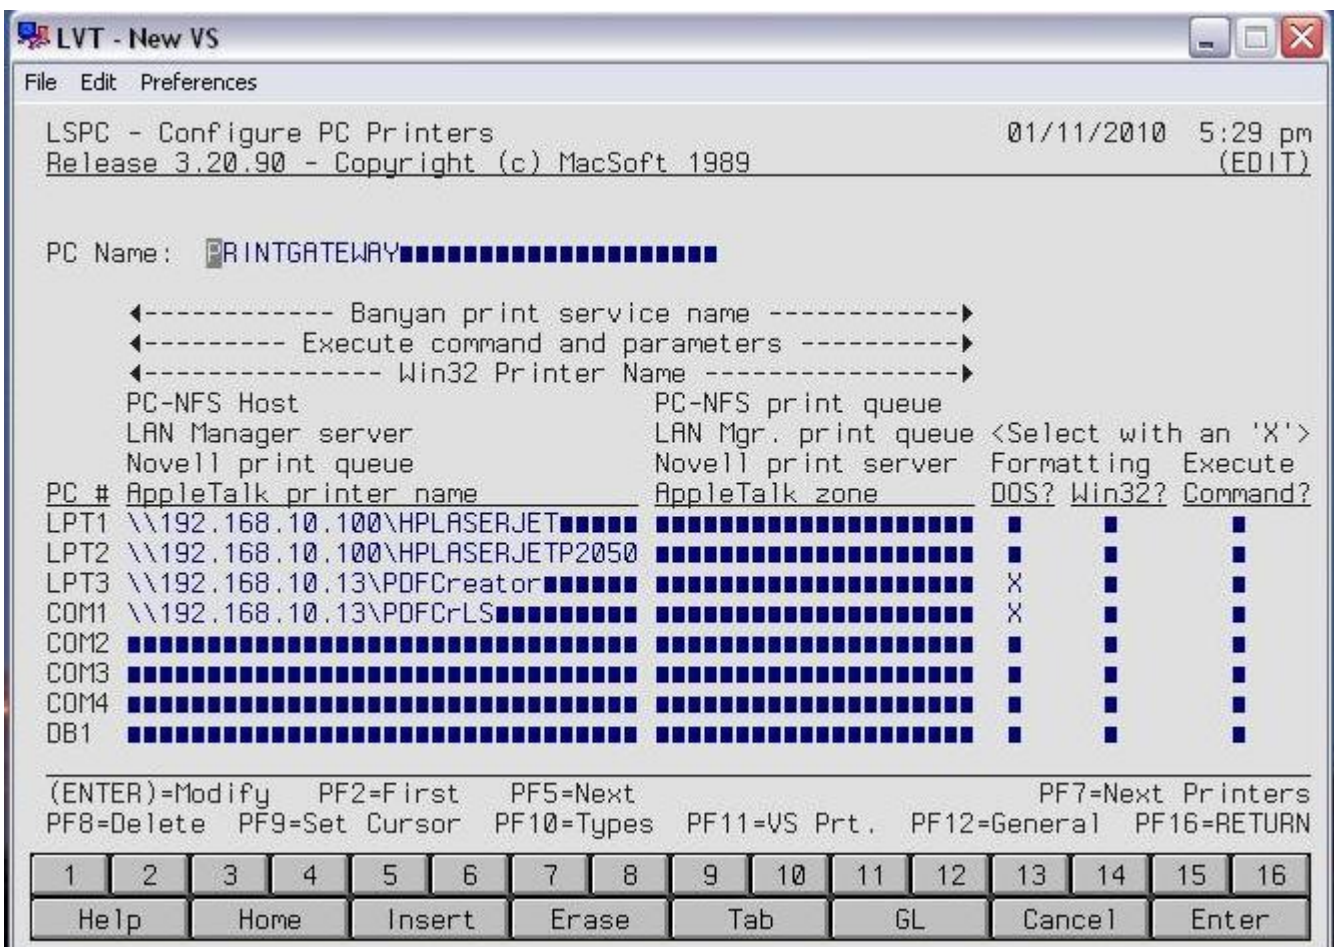 LVT - New VS
File Edit Preferences
LSPC - Configure PC Printers 01/11/2010 5:29 pm
Release 3.20.90 - Copyright (c) MacSoft 1989 (EDIT)
PC Name: PRINTGATEWAY
◄------------ Banyan print service name ------------►
◄--------- Execute command and parameters ----------►
◄--------------- Win32 Printer Name ----------------►
PC-NFS Host PC-NFS print queue
LAN Manager server LAN Mgr. print queue <Select with an 'X'>
Novell print queue Novell print server Formatting Execute
PC # AppleTalk printer name AppleTalk zone DOS? Win32? Command?
LPT1 \\192.168.10.100\HPLASERJET
LPT2 \\192.168.10.100\HPLASERJETP2050
LPT3 \\192.168.10.13\PDFCreator X
COM1 \\192.168.10.13\PDFCrLS X
COM2
COM3
COM4
DB1
(ENTER)=Modify PF2=First PF5=Next PF7=Next Printers
PF8=Delete PF9=Set Cursor PF10=Types PF11=VS Prt. PF12=General PF16=RETURN
1 2 3 4 5 6 7 8 9 10 11 12 13 14 15 16
Help Home Insert Erase Tab GL Cancel Enter